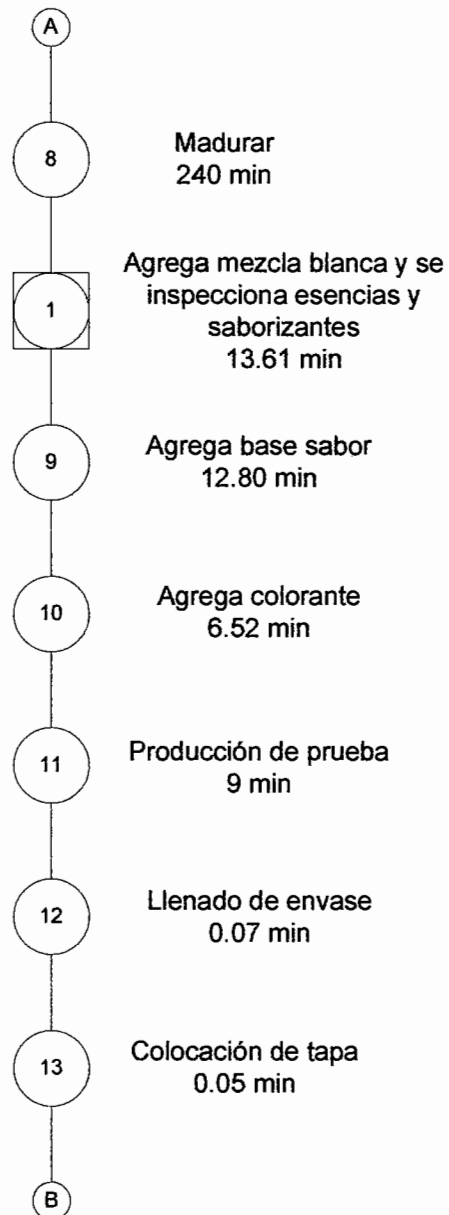 A
8
Madurar
240 min
1
Agrega mezcla blanca y se
inspecciona esencias y
saborizantes
13.61 min
9
Agrega base sabor
12.80 min
10
Agrega colorante
6.52 min
11
Producción de prueba
9 min
12
Llenado de envase
0.07 min
13
Colocación de tapa
0.05 min
B